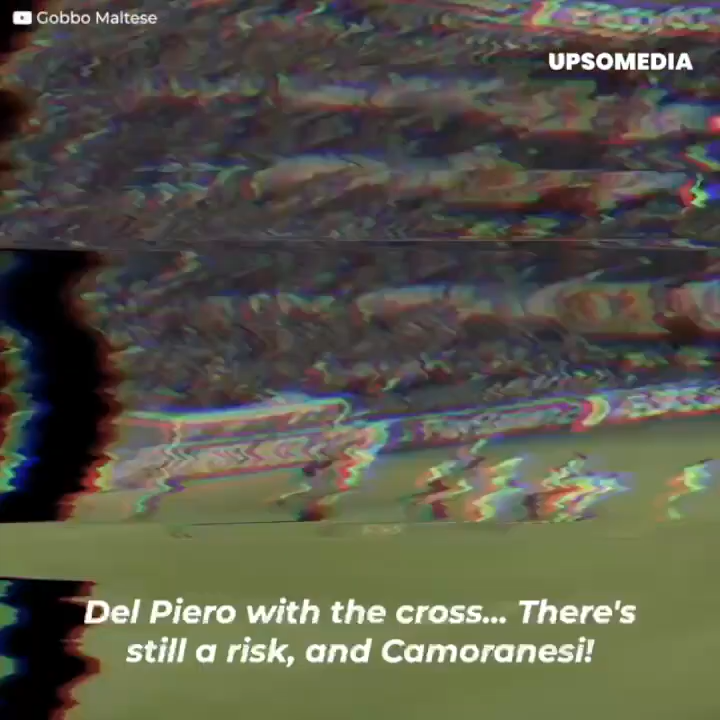 Gobbo Maltese
UPSOMEDIA
Del Piero with the cross... There's
still a risk, and Camoranesi!